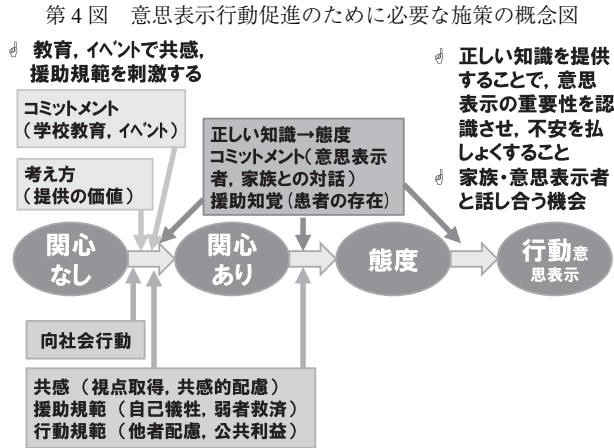 第4図　意思表示行動促進のために必要な施策の概念図
教育，イベントで共感，
援助規範を刺激する
コミットメント
（学校教育，イベント）
考え方
（提供の価値）
正しい知識→態度
コミットメント（意思表示
者，家族との対話）
援助知覚（患者の存在）
正しい知識を提供
することで，意思
表示の重要性を認
識させ，不安を払
しょくすること
家族・意思表示者
と話し合う機会
関心
なし
関心
あり
態度
行動意
思表示
向社会行動
共感（視点取得，共感的配慮）
援助規範（自己犠牲，弱者救済）
行動規範（他者配慮，公共利益）